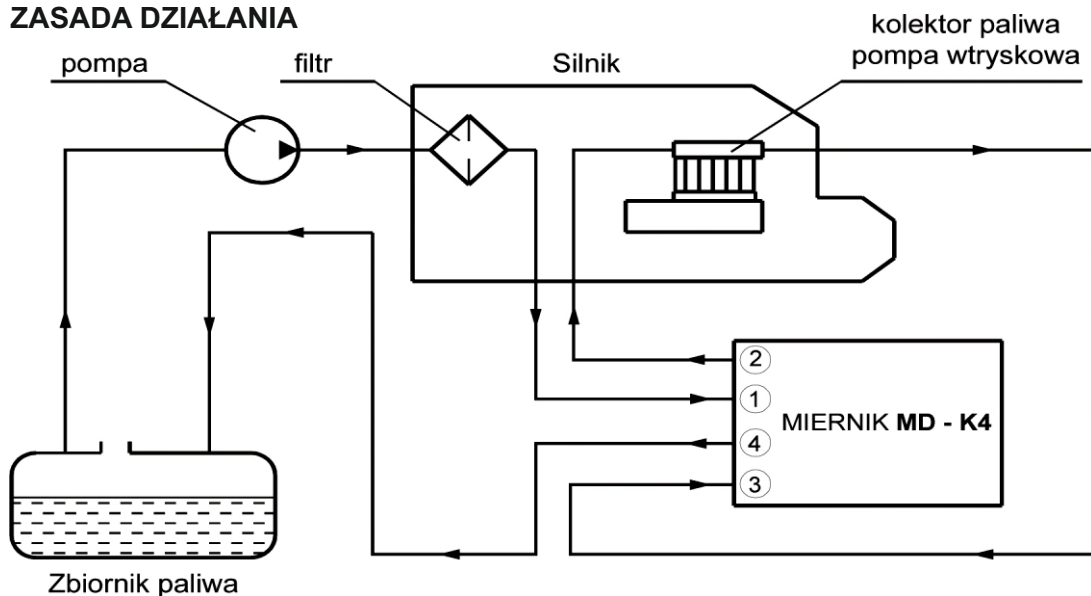 ZASADA DZIAŁANIA
kolektor paliwa
pompa wtryskowa
pompa
filtr
Silnik
2
1
MIERNIK MD - K4
4
3
Zbiornik paliwa